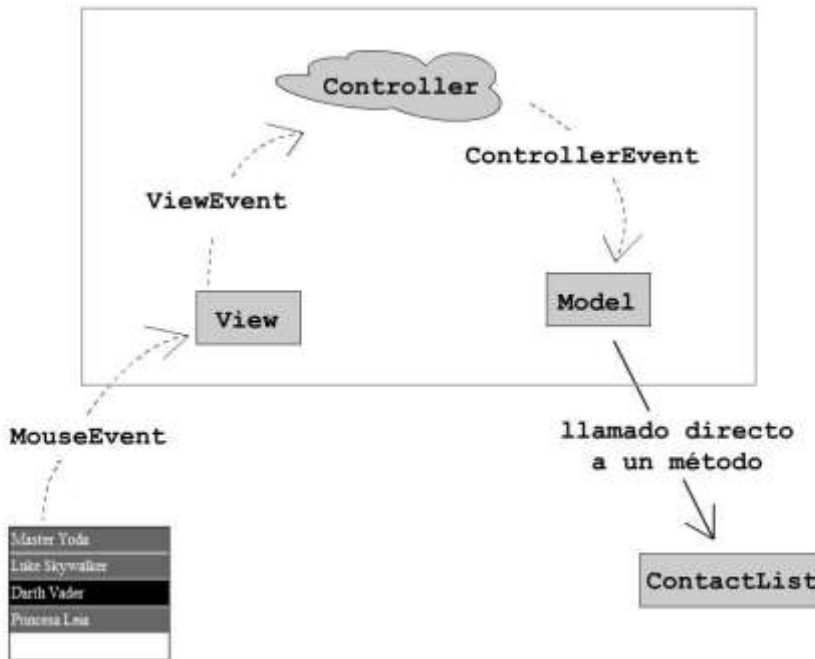 Controller
ControllerEvent
ViewEvent
View
Model
MouseEvent
llamado directo
a un método
Master Yoda
Luke Skywalker
Darth Vader
Princesa Leia
ContactList